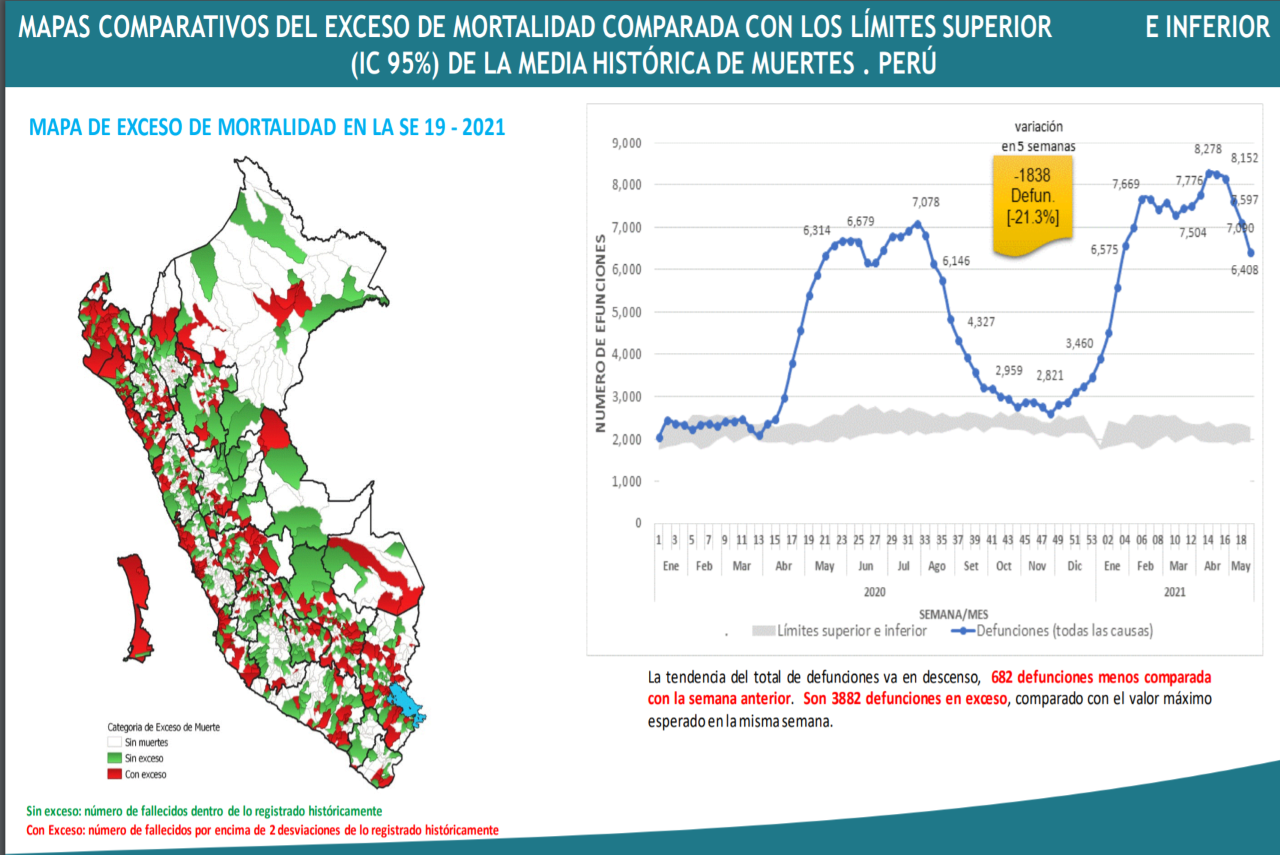 MAPAS COMPARATIVOS DEL EXCESO DE MORTALIDAD COMPARADA CON LOS LÍMITES SUPERIOR E INFERIOR
(IC 95%) DE LA MEDIA HISTÓRICA DE MUERTES . PERÚ
MAPA DE EXCESO DE MORTALIDAD EN LA SE 19 - 2021
Categoria de Exceso de Muerte
Sin muertes
Sin exceso
Con exceso
Sin exceso: número de fallecidos dentro de lo registrado históricamente
Con Exceso: número de fallecidos por encima de 2 desviaciones de lo registrado históricamente
variación
en 5 semanas
-1838
Defun.
[-21.3%]
NUMERO DE EFUNCIONES
9,000
8,000
7,000
6,000
5,000
4,000
3,000
2,000
1,000
0
6,314
6,679
7,078
6,146
4,327
2,959
2,821
3,460
6,575
7,669
7,776
7,504
8,278
8,152
7,597
7,090
6,408
1 3 5 7 9 11 13 15 17 19 21 23 25 27 29 31 33 35 37 39 41 43 45 47 49 51 53 02 04 06 08 10 12 14 16 18
Ene Feb Mar Abr May Jun Jul Ago Set Oct Nov Dic Ene Feb Mar Abr May
2020 2021
SEMANA/MES
Límites superior e inferior Defunciones (todas las causas)
La tendencia del total de defunciones va en descenso, 682 defunciones menos comparada
con la semana anterior. Son 3882 defunciones en exceso, comparado con el valor máximo
esperado en la misma semana.